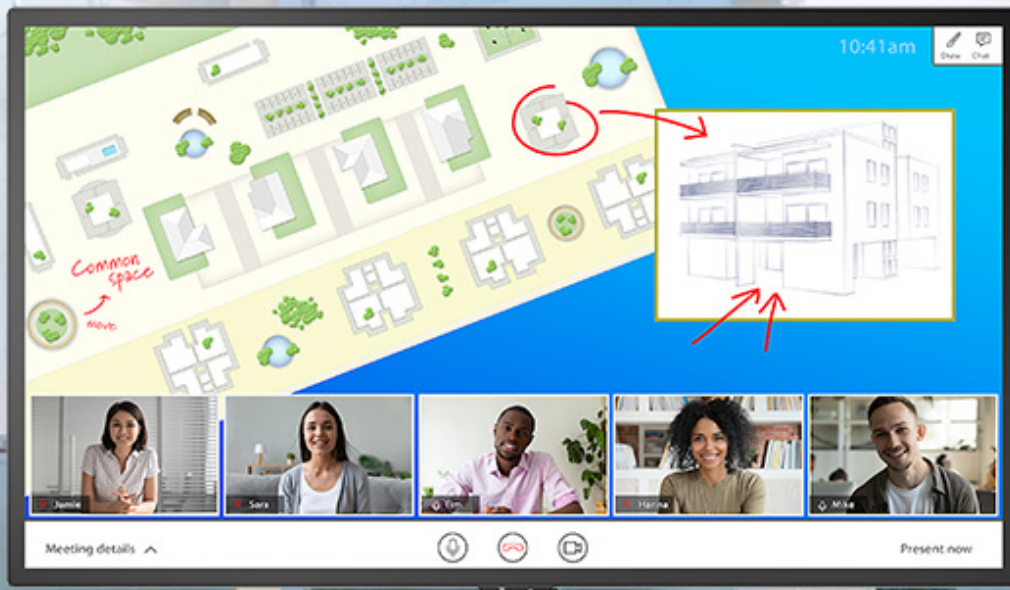 10:41am
Draw
Chat
Common
space
move
Jamie
Sara
Tim
Hanna
Mike
Meeting details
Present now